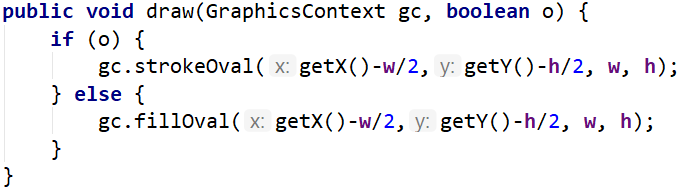 public void draw(GraphicsContext gc, boolean o) {
    if (o) {
        gc.strokeOval( x: getX()-w/2, y: getY()-h/2, w, h);
    } else {
        gc.fillOval( x: getX()-w/2, y: getY()-h/2, w, h);
    }
}